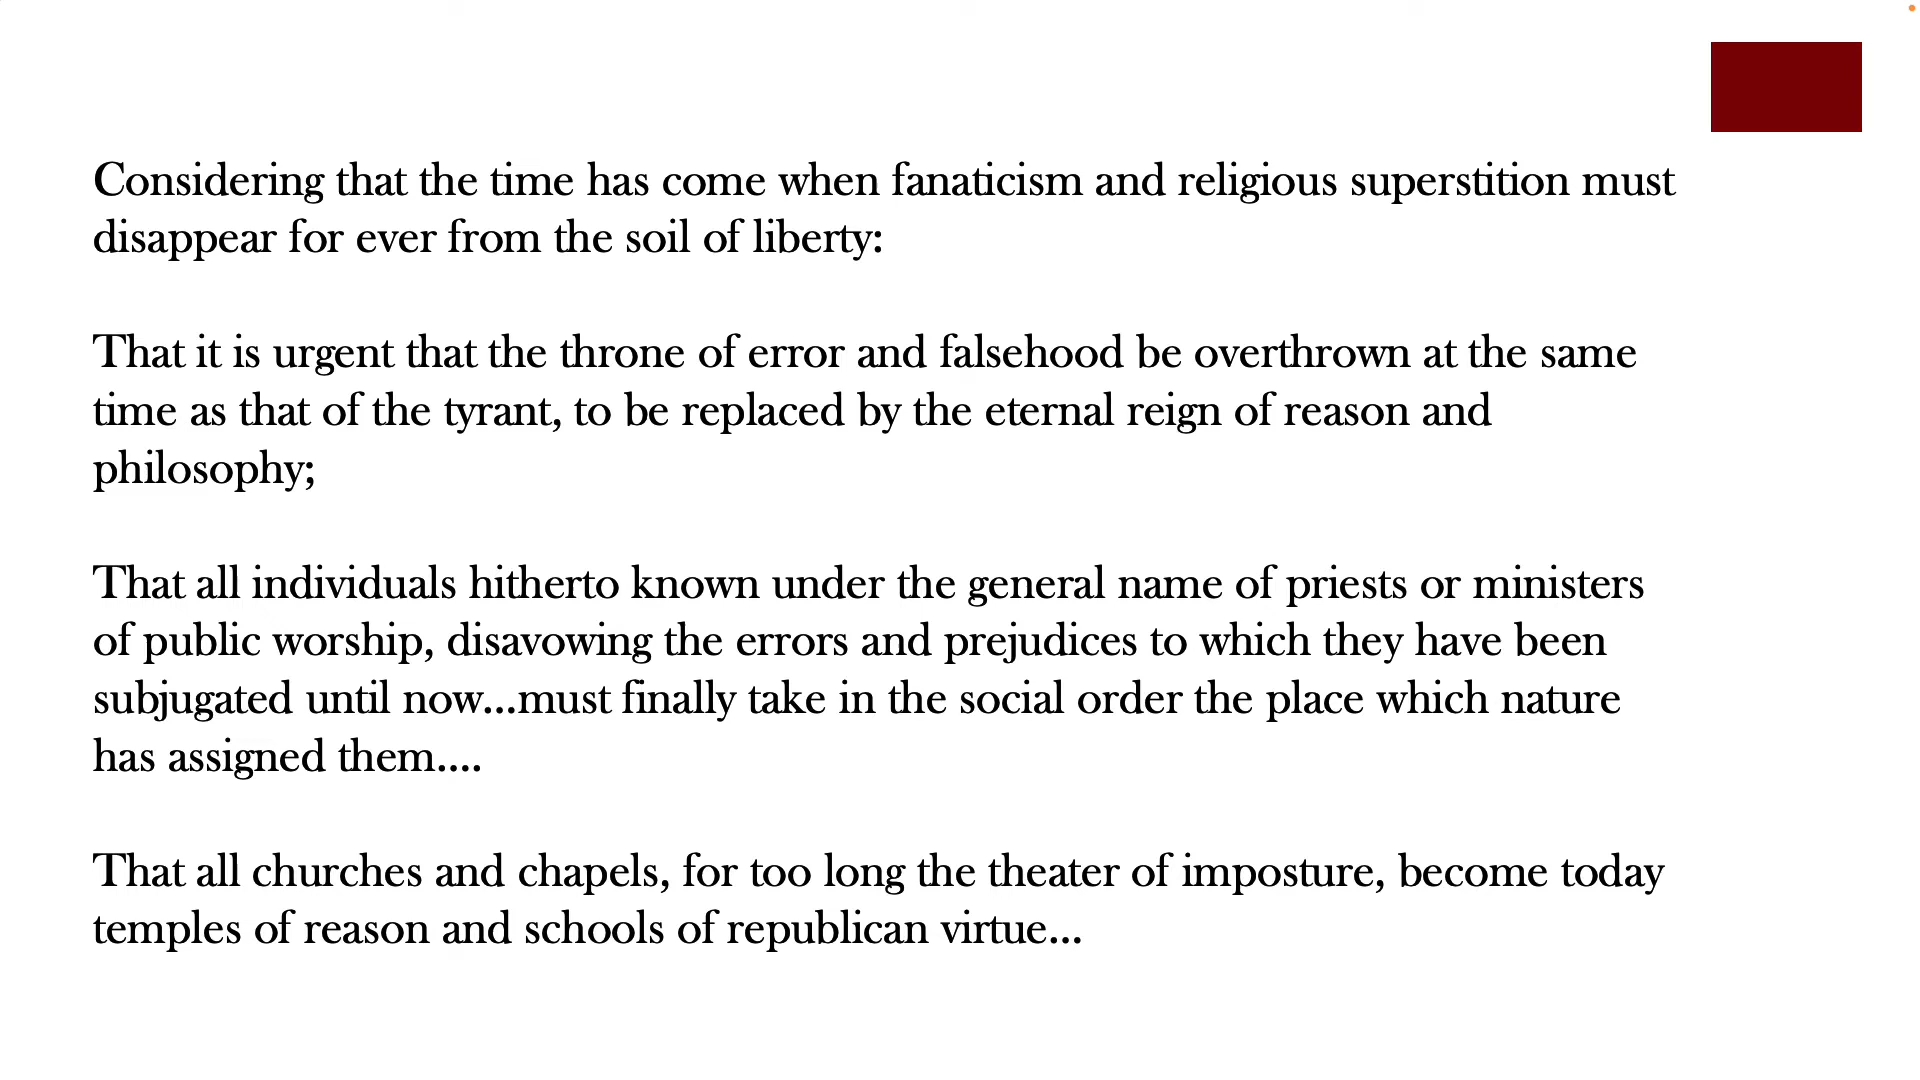 Considering that the time has come when fanaticism and religious superstition must
disappear for ever from the soil of liberty:
That it is urgent that the throne of error and falsehood be overthrown at the same
time as that of the tyrant, to be replaced by the eternal reign of reason and
philosophy;
That all individuals hitherto known under the general name of priests or ministers
of public worship, disavowing the errors and prejudices to which they have been
subjugated until now...must finally take in the social order the place which nature
has assigned them....
That all churches and chapels, for too long the theater of imposture, become today
temples of reason and schools of republican virtue...